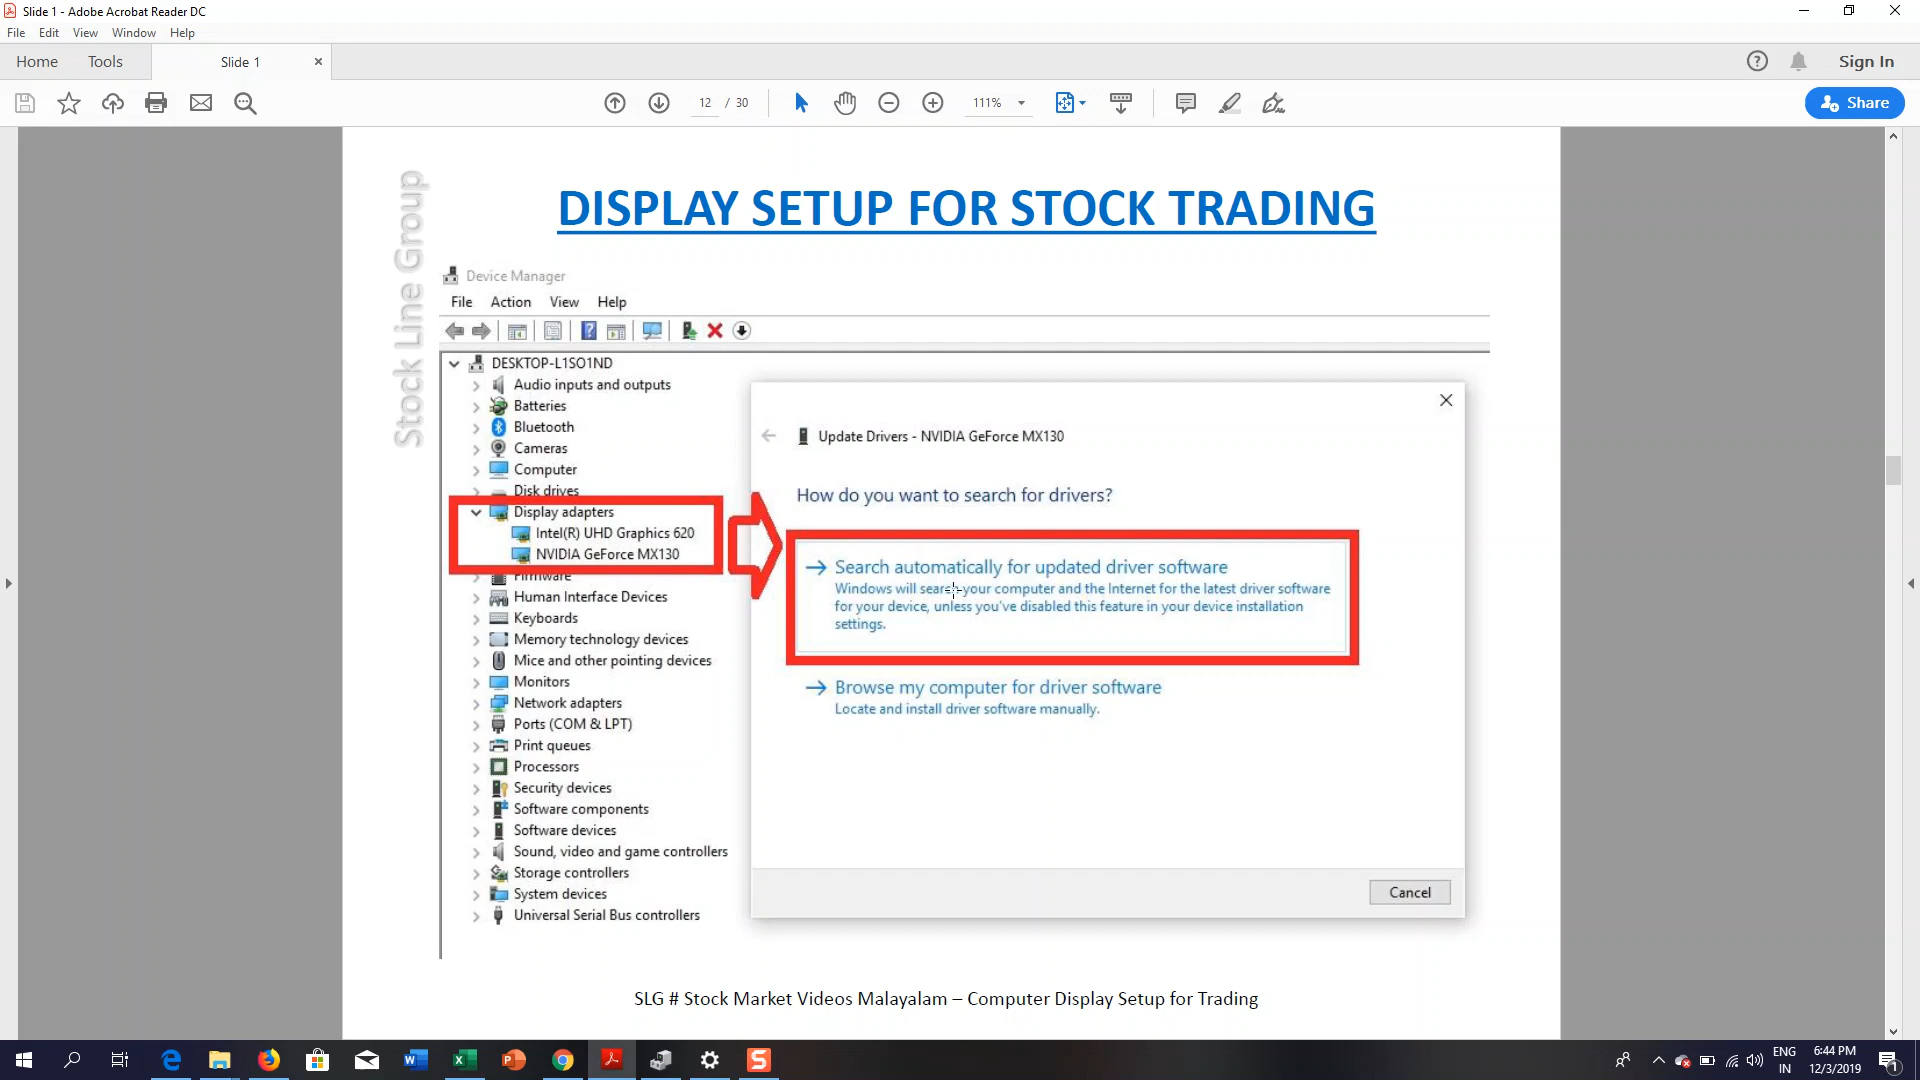 Slide 1 - Adobe Acrobat Reader DC
File Edit View Window Help
Home Tools Slide 1 Sign In
12 / 30 111% Share
Stock Line Group
DISPLAY SETUP FOR STOCK TRADING
Device Manager
File Action View Help
DESKTOP-L1SO1ND
Audio inputs and outputs
Batteries
Bluetooth
Cameras
Computer
Disk drives
Display adapters
Intel(R) UHD Graphics 620
NVIDIA GeForce MX130
Firmware
Human Interface Devices
Keyboards
Memory technology devices
Mice and other pointing devices
Monitors
Network adapters
Ports (COM & LPT)
Print queues
Processors
Security devices
Software components
Software devices
Sound, video and game controllers
Storage controllers
System devices
Universal Serial Bus controllers
Update Drivers - NVIDIA GeForce MX130
How do you want to search for drivers?
Search automatically for updated driver software
Windows will search your computer and the Internet for the latest driver software
for your device, unless you've disabled this feature in your device installation
settings.
Browse my computer for driver software
Locate and install driver software manually.
Cancel
SLG # Stock Market Videos Malayalam – Computer Display Setup for Trading
ENG
IN
6:44 PM
12/3/2019
1